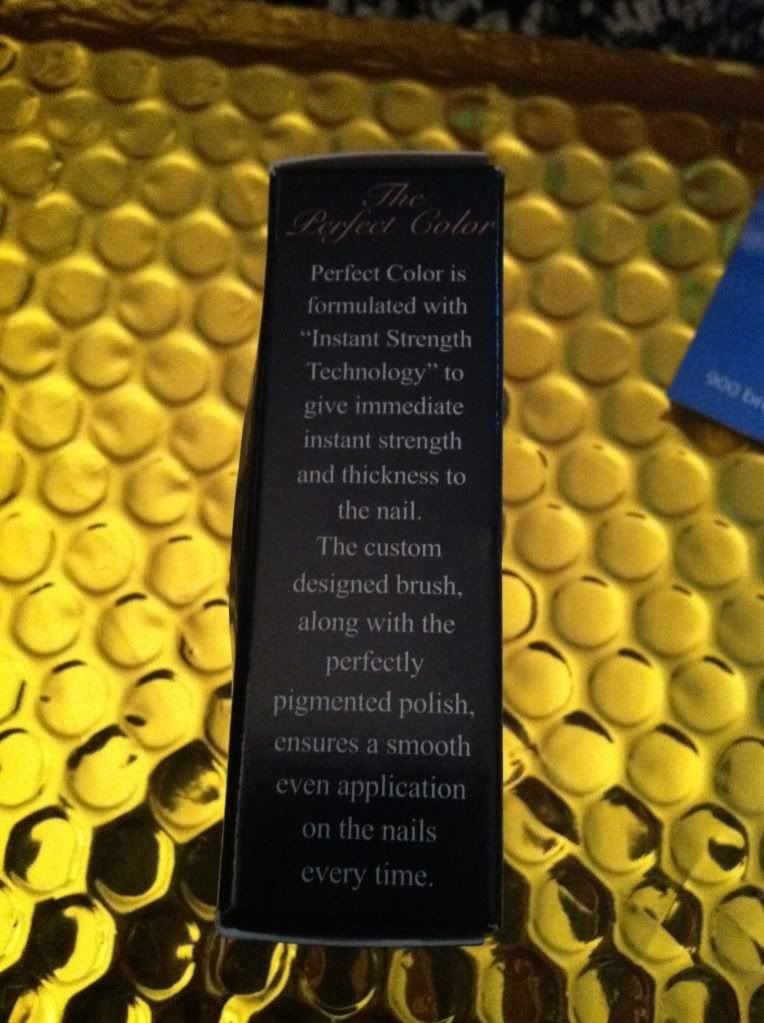 The
Perfect Color
Perfect Color is
formulated with
“Instant Strength
Technology” to
give immediate
instant strength
and thickness to
the nail.
The custom
designed brush,
along with the
perfectly
pigmented polish,
ensures a smooth
even application
on the nails
every time.
900